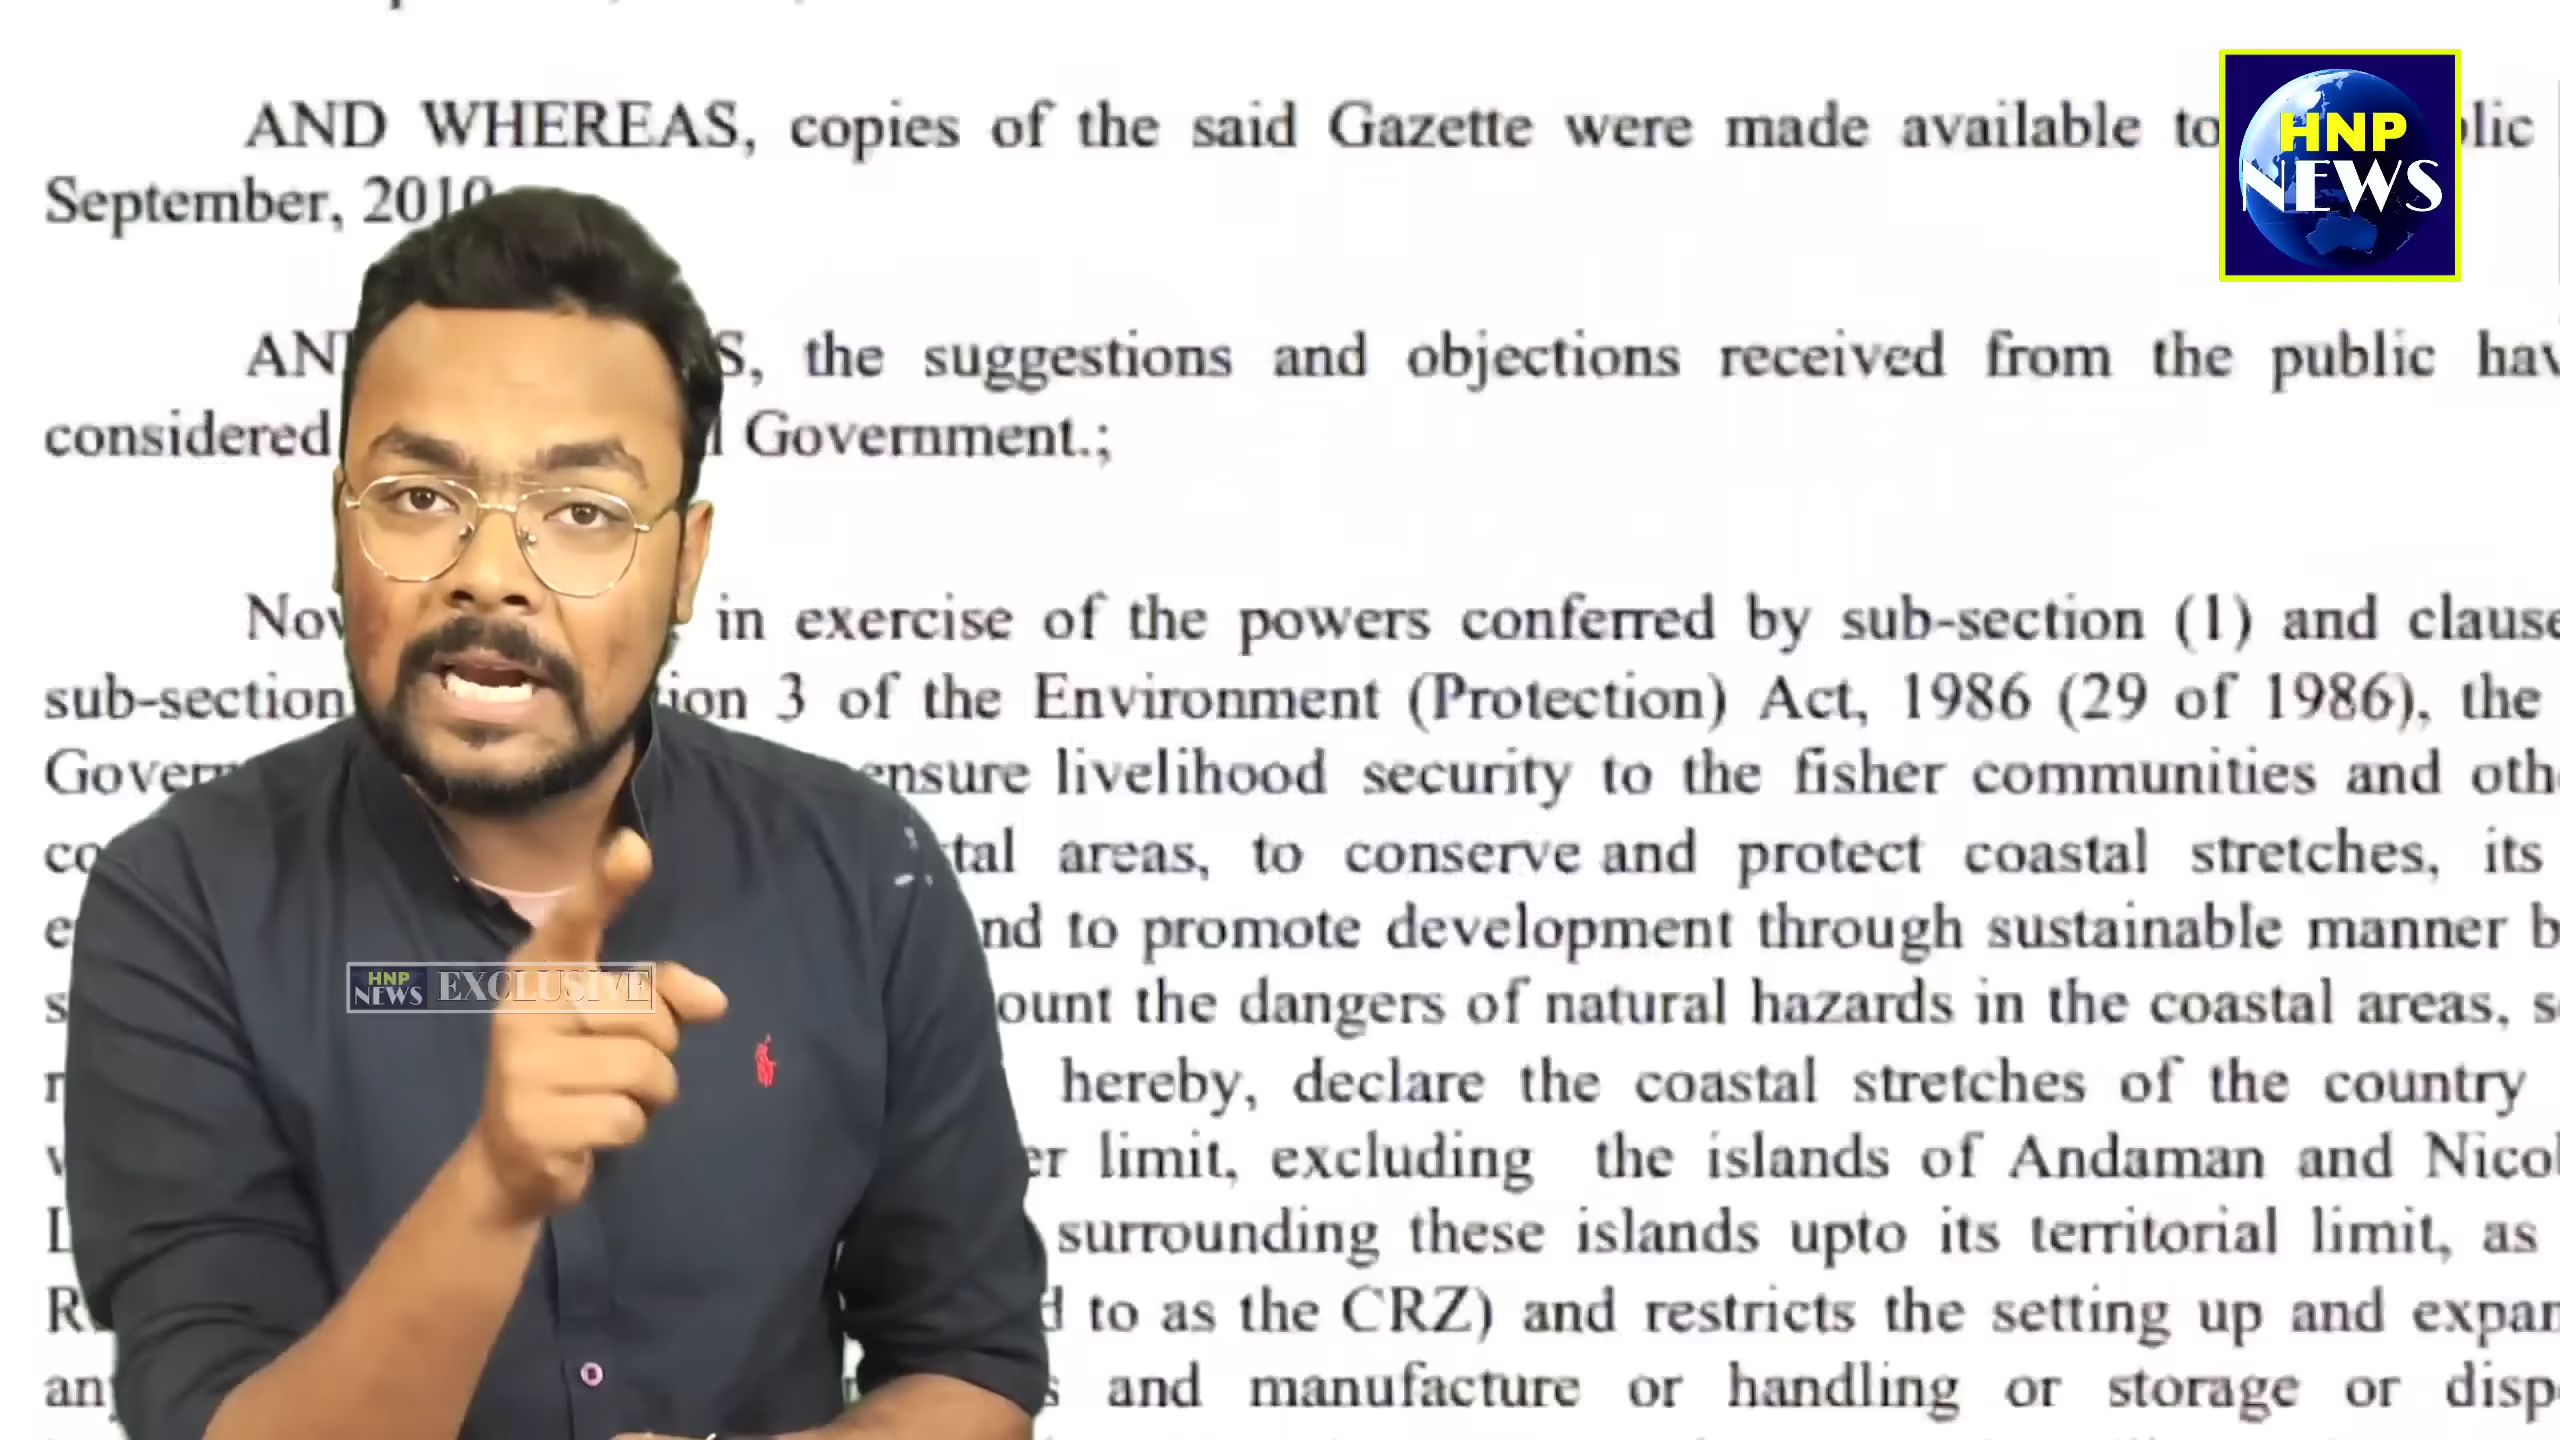 AND WHEREAS, copies of the said Gazette were made available to
September, 2010
HNP
NEWS
the suggestions and objections received from the public
considered Government.;
in exercise of the powers conferred by sub-section (1) and
sub-section 3 of the Environment (Protection) Act, 1986 (29 of 1986), the
livelihood security to the fisher communities and
areas, to conserve and protect coastal stretches, its
to promote development through sustainable manner
the dangers of natural hazards in the coastal areas,
HNP
NEWS EXCLUSIVE
hereby, declare the coastal stretches of the country
limit, excluding the islands of Andaman and
surrounding these islands upto its territorial limit, as
to as the CRZ) and restricts the setting up and
and manufacture or handling or storage or